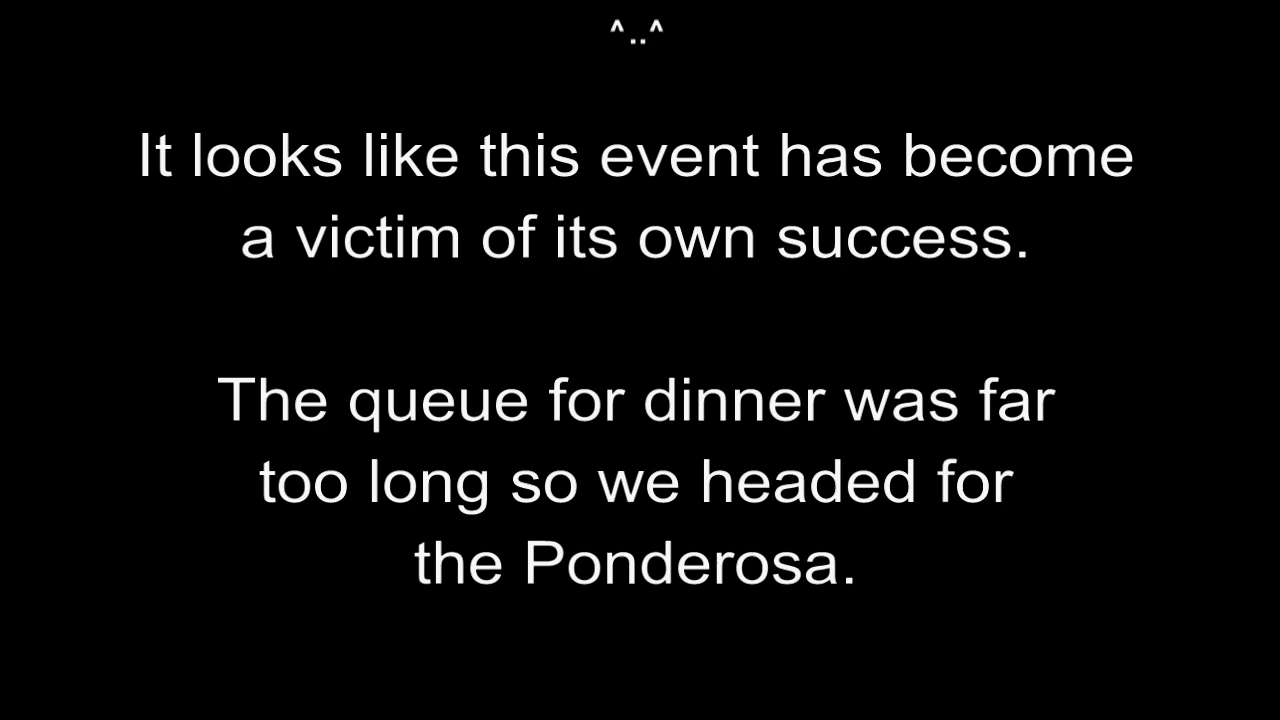 ^..^
It looks like this event has become
a victim of its own success.
The queue for dinner was far
too long so we headed for
the Ponderosa.